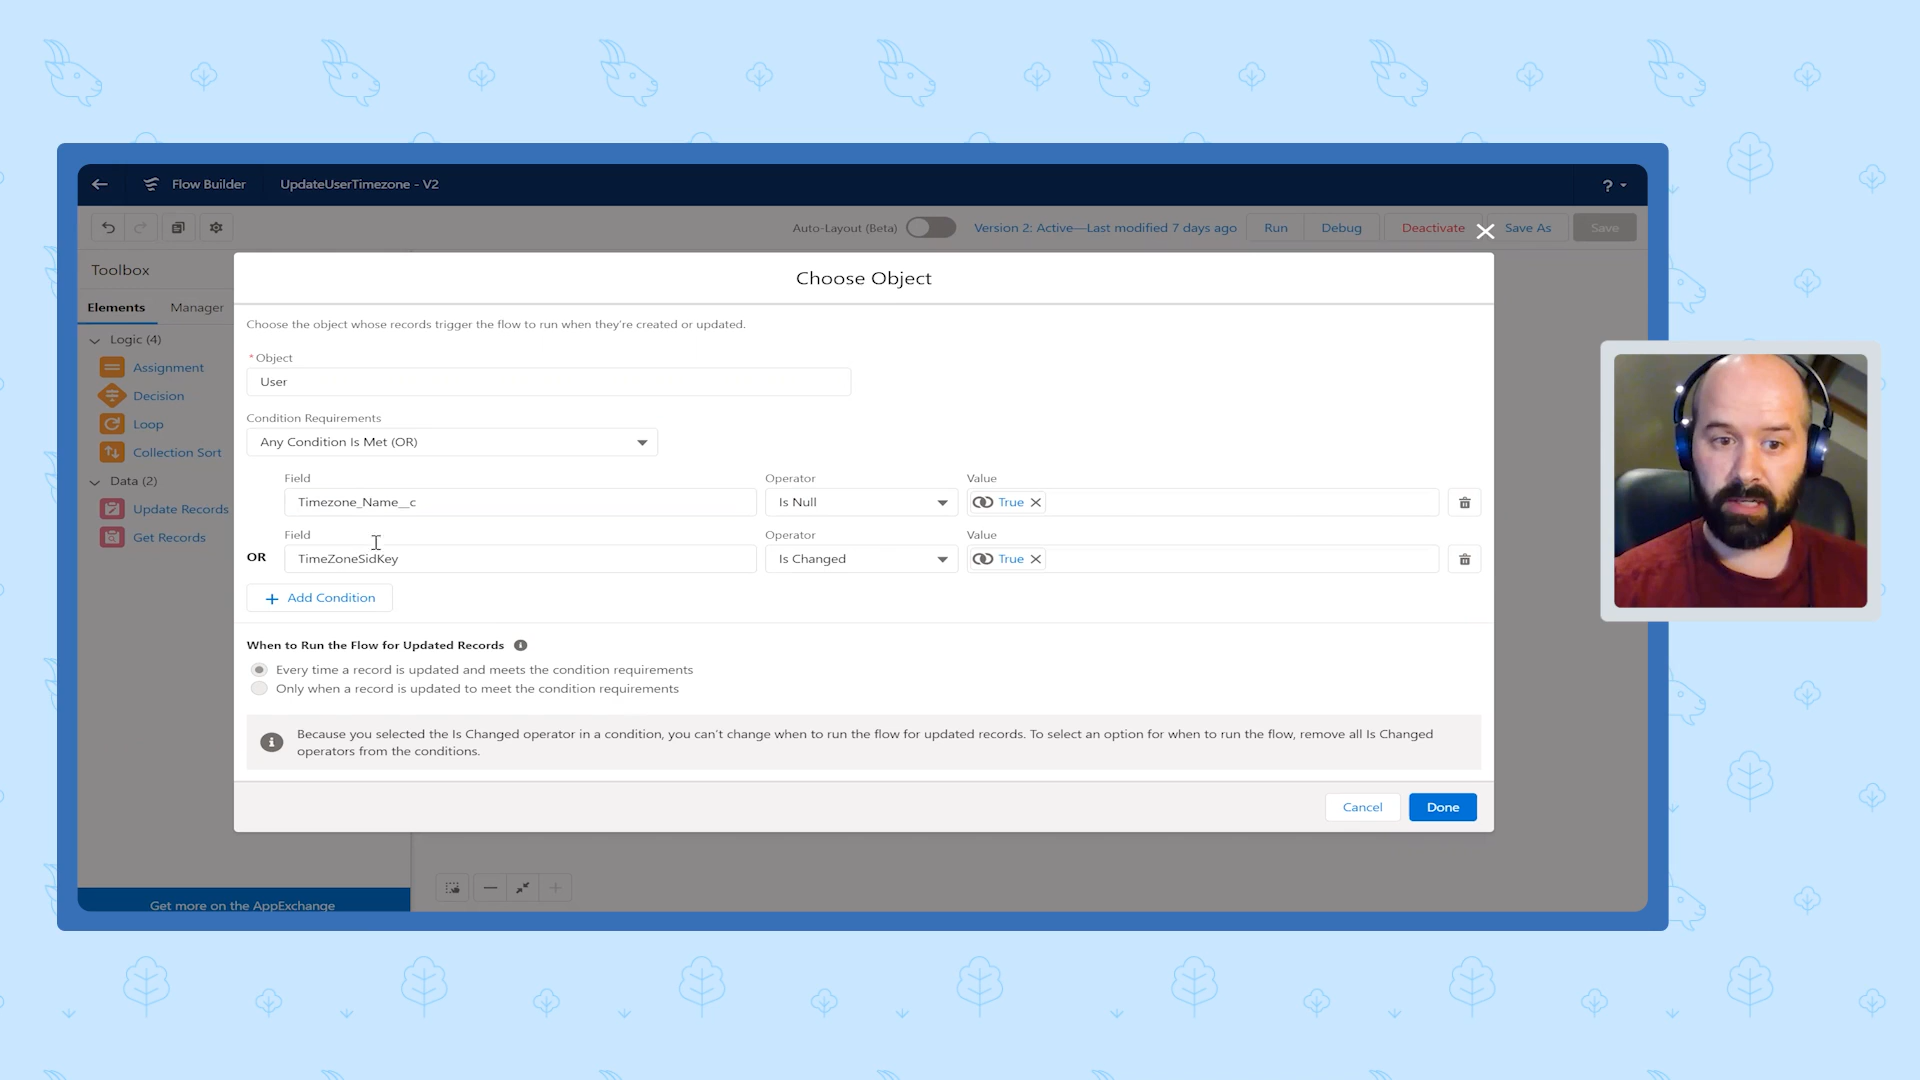 Flow Builder
UpdateUserTimezone - V2
?
Auto-Layout (Beta)
Version 2: Active—Last modified 7 days ago
Run
Debug
Deactivate
Save As
Save
Toolbox
Elements
Manager
Logic (4)
Assignment
Decision
Loop
Collection Sort
Data (2)
Update Records
Get Records
Get more on the AppExchange
Choose Object
Choose the object whose records trigger the flow to run when they're created or updated.
*Object
User
Condition Requirements
Any Condition Is Met (OR)
Field
Operator
Value
Timezone_Name__c
Is Null
True
Field
Operator
Value
OR
TimeZoneSidKey
Is Changed
True
+ Add Condition
When to Run the Flow for Updated Records
Every time a record is updated and meets the condition requirements
Only when a record is updated to meet the condition requirements
Because you selected the Is Changed operator in a condition, you can't change when to run the flow for updated records. To select an option for when to run the flow, remove all Is Changed
operators from the conditions.
Cancel
Done